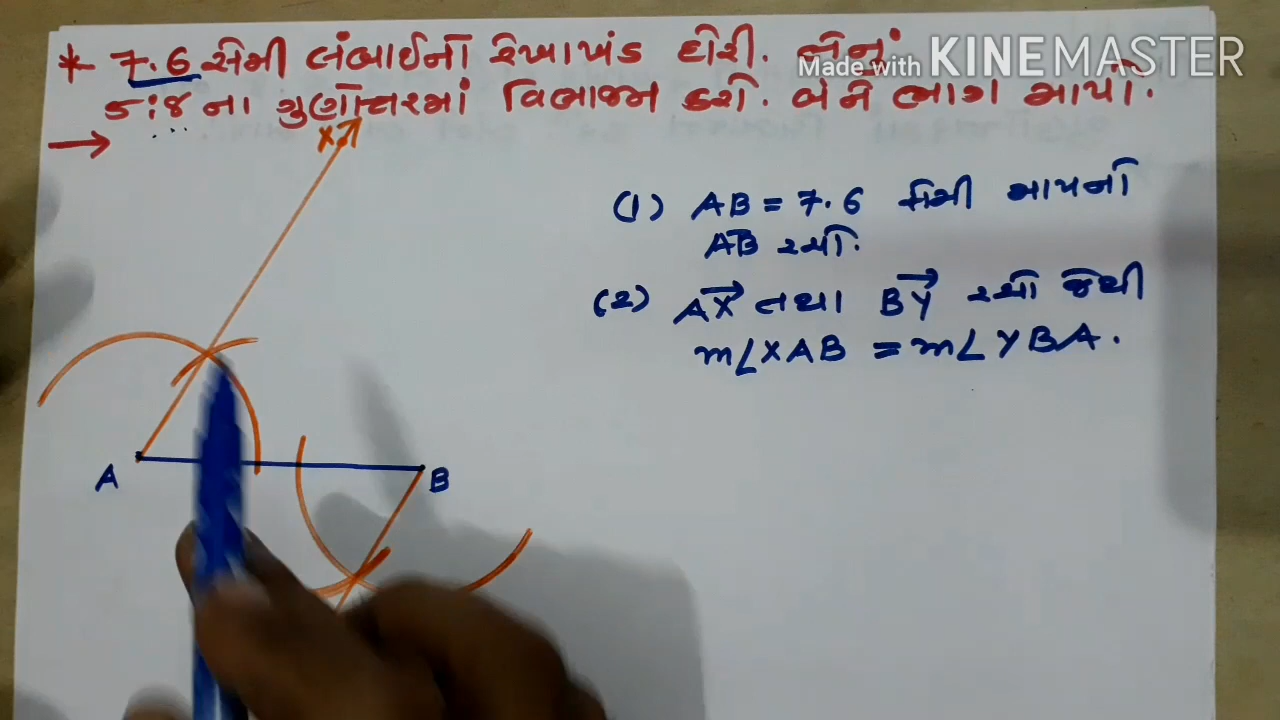 * 7.6 સેમી લંબાઈનો રેખાખંડ દોરી. તેનું
Made with KINEMASTER
5:8 ના ગુણોત્તરમાં વિભાજન કરો. બંને ભાગ માપો.
→
X
(1) AB = 7.6 સેમી માપનો
AB રચો.
(2) AX તથા BY રચો જેથી
m∠XAB = m∠YBA.
A
B